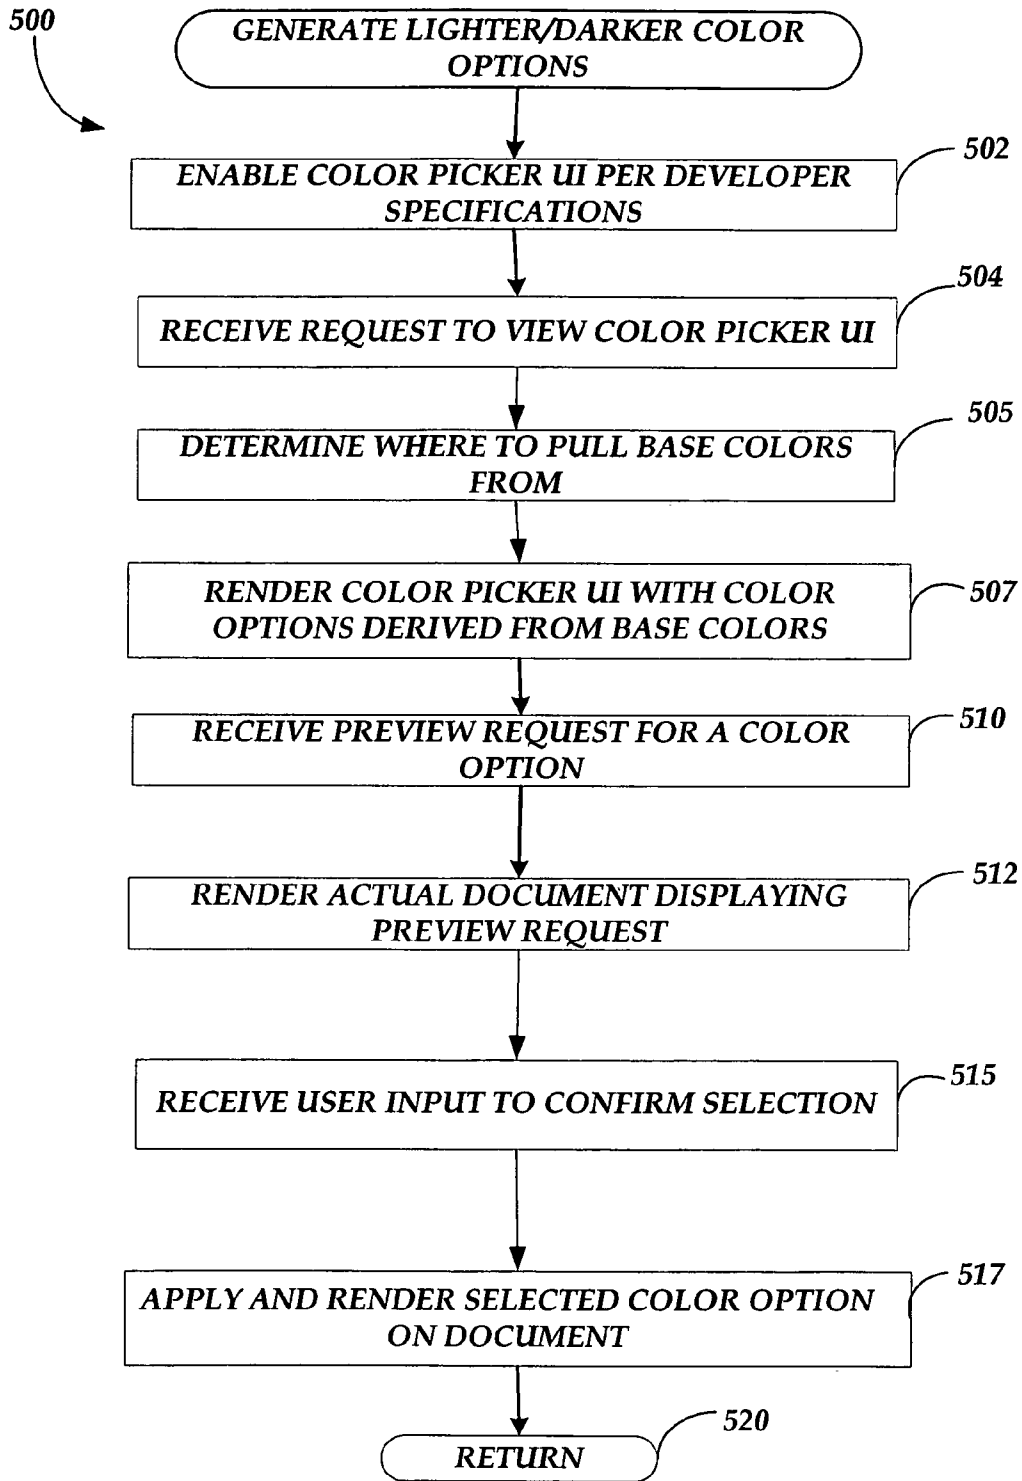 500
GENERATE LIGHTER/DARKER COLOR
OPTIONS
502
ENABLE COLOR PICKER UI PER DEVELOPER
SPECIFICATIONS
504
RECEIVE REQUEST TO VIEW COLOR PICKER UI
505
DETERMINE WHERE TO PULL BASE COLORS
FROM
507
RENDER COLOR PICKER UI WITH COLOR
OPTIONS DERIVED FROM BASE COLORS
510
RECEIVE PREVIEW REQUEST FOR A COLOR
OPTION
512
RENDER ACTUAL DOCUMENT DISPLAYING
PREVIEW REQUEST
515
RECEIVE USER INPUT TO CONFIRM SELECTION
517
APPLY AND RENDER SELECTED COLOR OPTION
ON DOCUMENT
520
RETURN